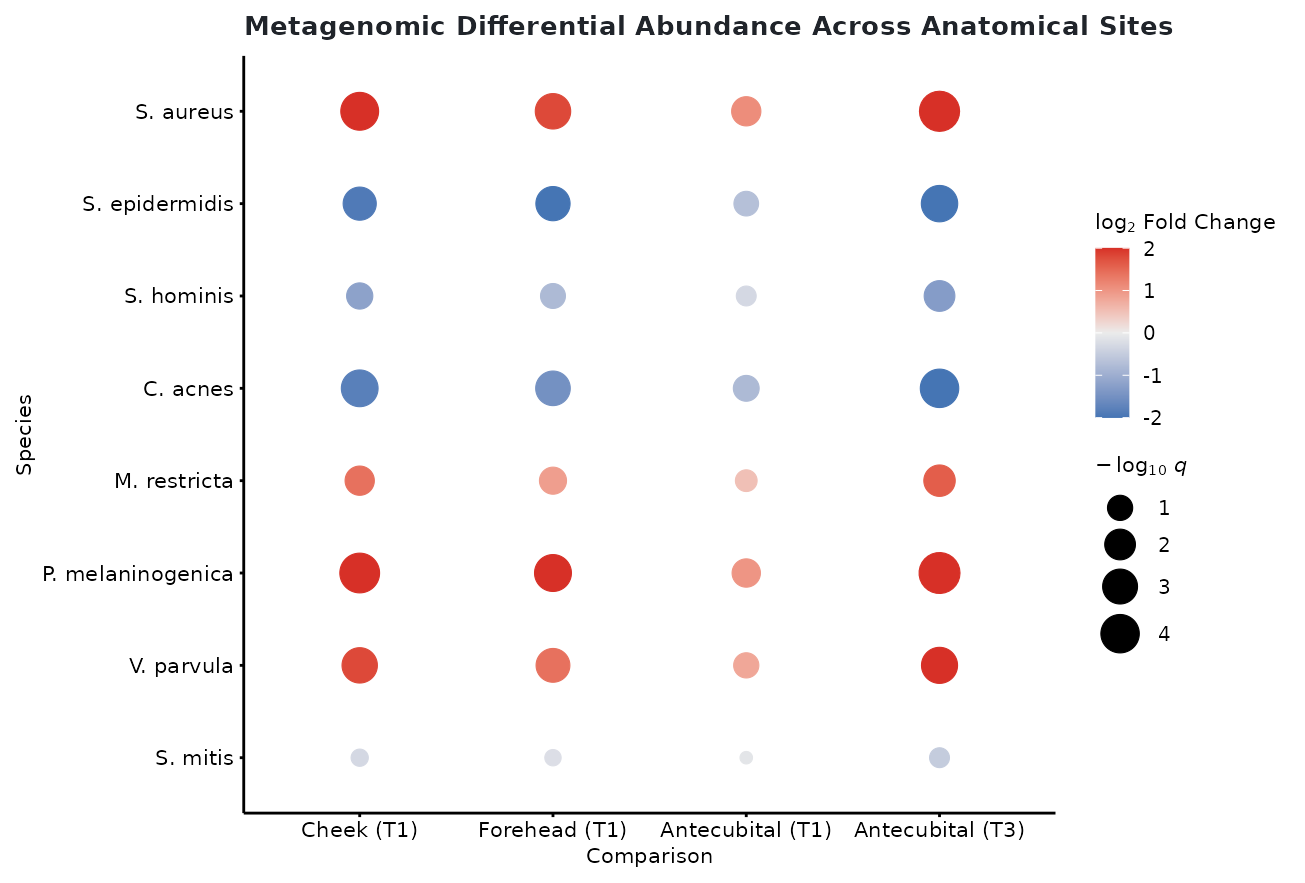 Metagenomic Differential Abundance Across Anatomical Sites
Species
S. aureus
S. epidermidis
S. hominis
C. acnes
M. restricta
P. melaninogenica
V. parvula
S. mitis
Cheek (T1)
Forehead (T1)
Antecubital (T1)
Antecubital (T3)
Comparison
log₂ Fold Change
2
1
0
-1
-2
−log₁₀ q
1
2
3
4